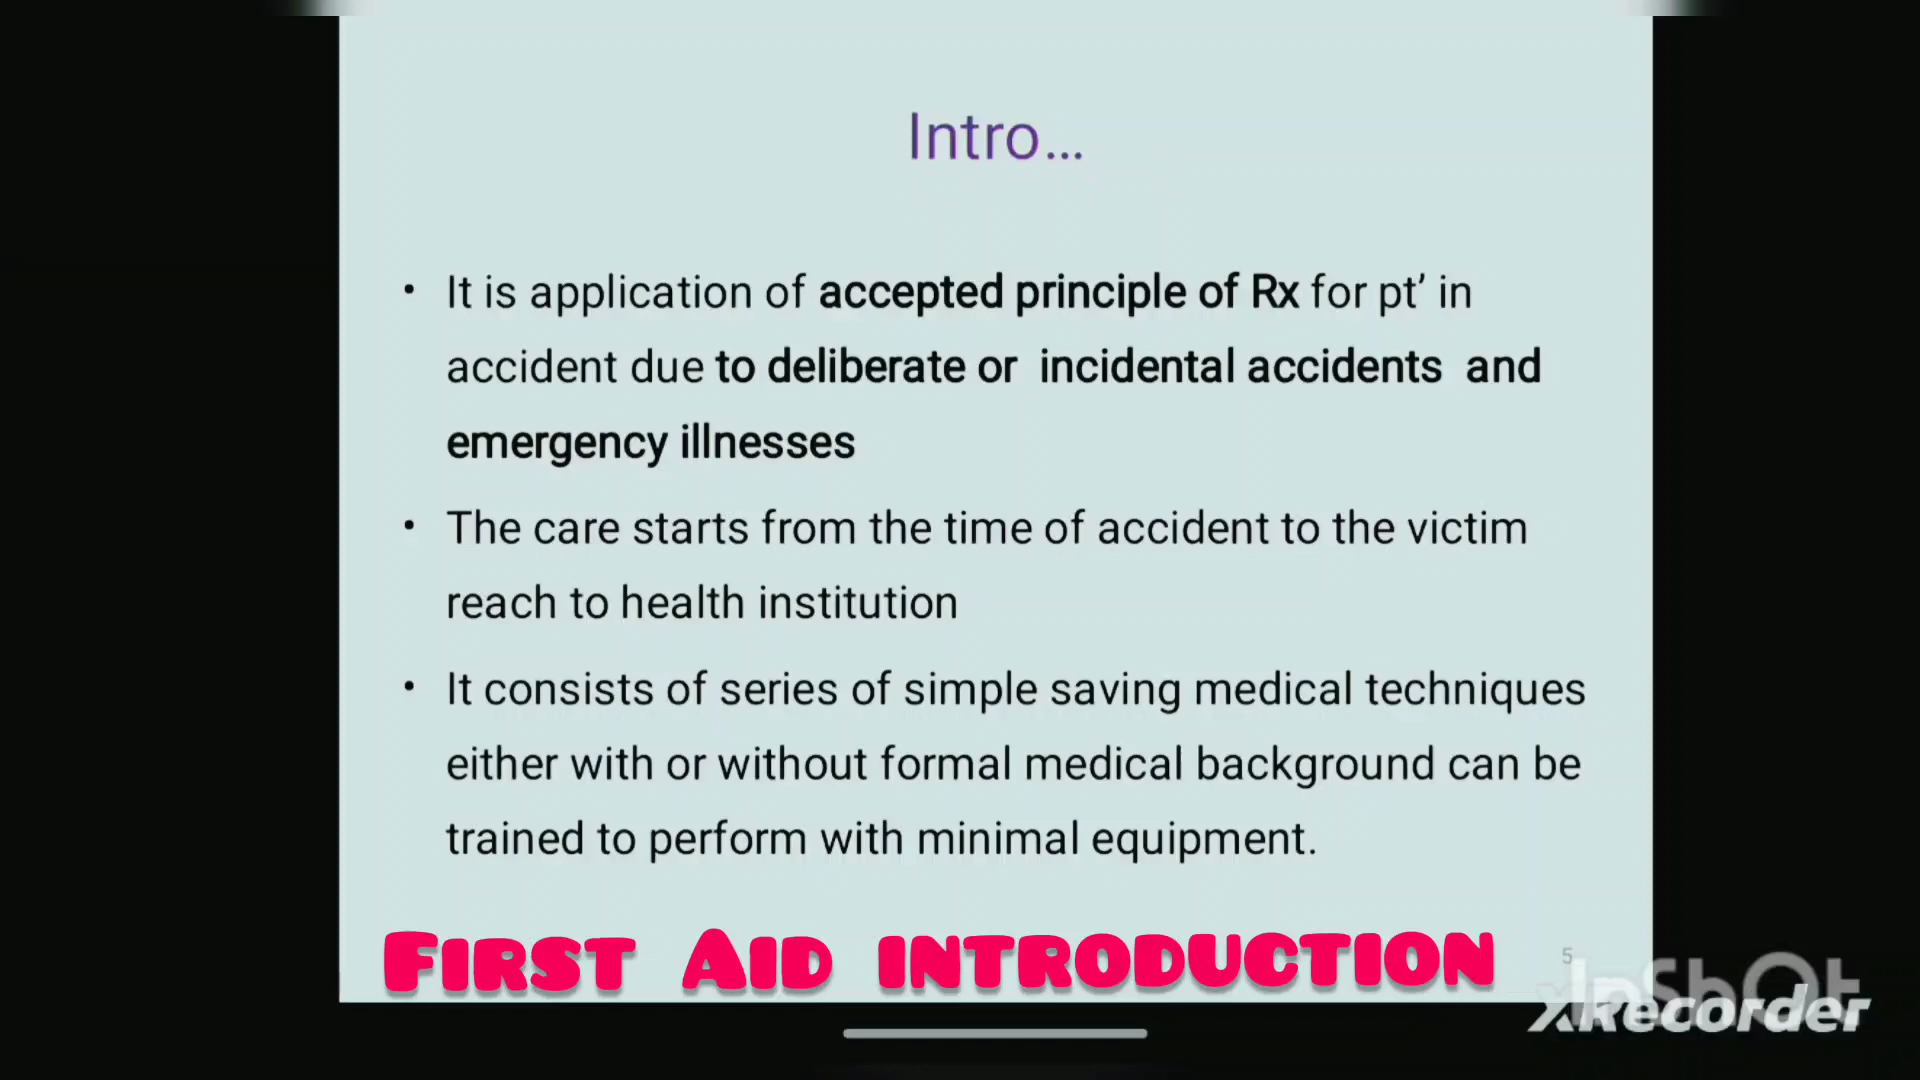 Intro...
• It is application of accepted principle of Rx for pt’ in
accident due to deliberate or incidental accidents and
emergency illnesses
• The care starts from the time of accident to the victim
reach to health institution
• It consists of series of simple saving medical techniques
either with or without formal medical background can be
trained to perform with minimal equipment.
FIRST AID INTRODUCTION
5
InShOt
XRecorder